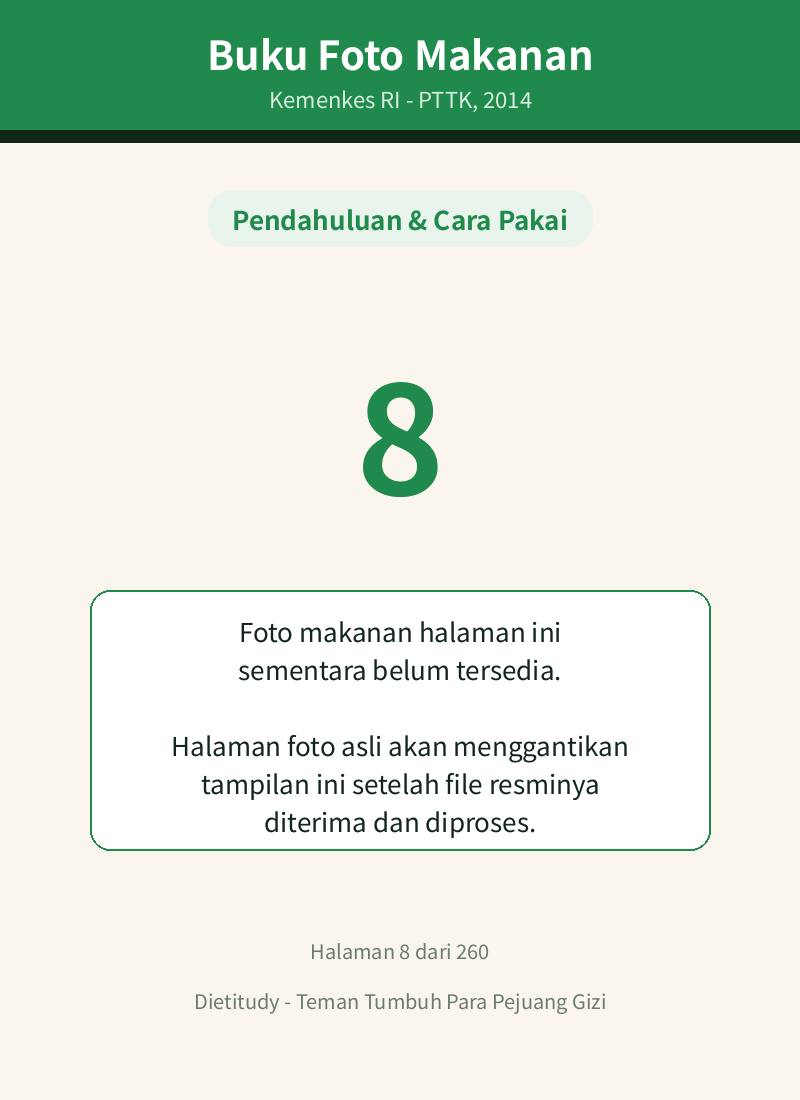 Buku Foto Makanan
Kemenkes RI - PTTK, 2014
Pendahuluan & Cara Pakai
8
Foto makanan halaman ini
sementara belum tersedia.
Halaman foto asli akan menggantikan
tampilan ini setelah file resminya
diterima dan diproses.
Halaman 8 dari 260
Dietitudy - Teman Tumbuh Para Pejuang Gizi